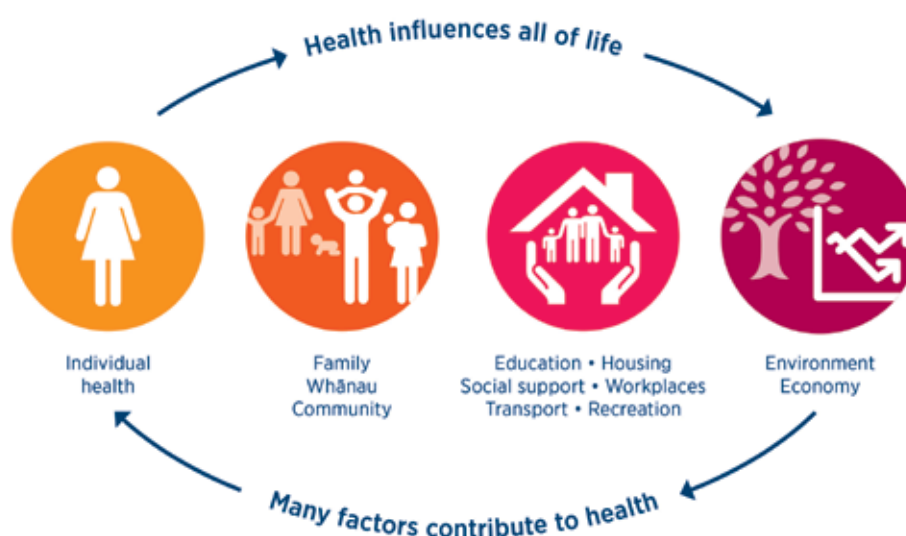 Health influences all of life
Individual
health
Family
Whānau
Community
Education • Housing
Social support • Workplaces
Transport • Recreation
Environment
Economy
Many factors contribute to health